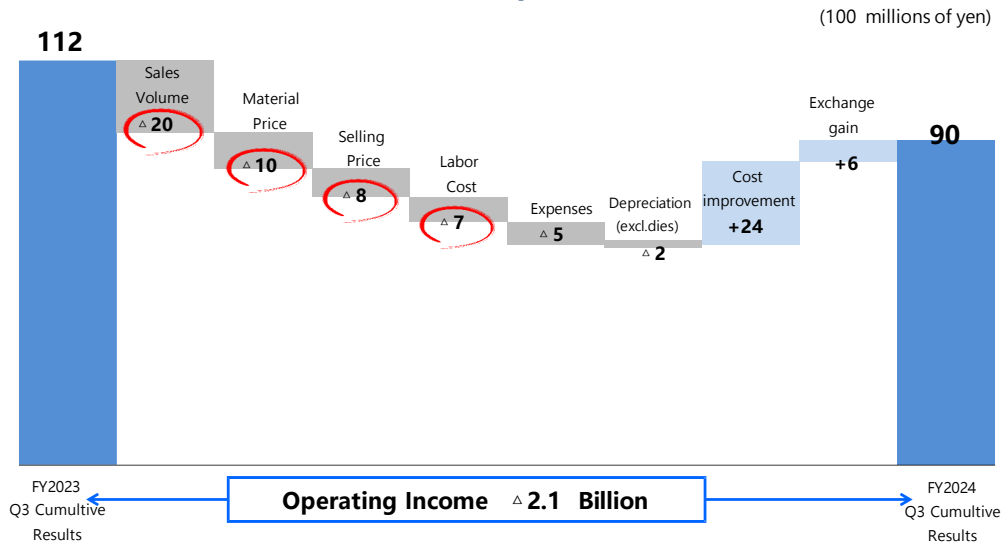 (100 millions of yen)
112
Sales
Volume
△ 20
Material
Price
△ 10
Selling
Price
△ 8
Labor
Cost
△ 7
Expenses
△ 5
Depreciation
(excl.dies)
△ 2
Cost
improvement
+24
Exchange
gain
+6
90
FY2023
Q3 Cumultive
Results
Operating Income △ 2.1 Billion
FY2024
Q3 Cumultive
Results